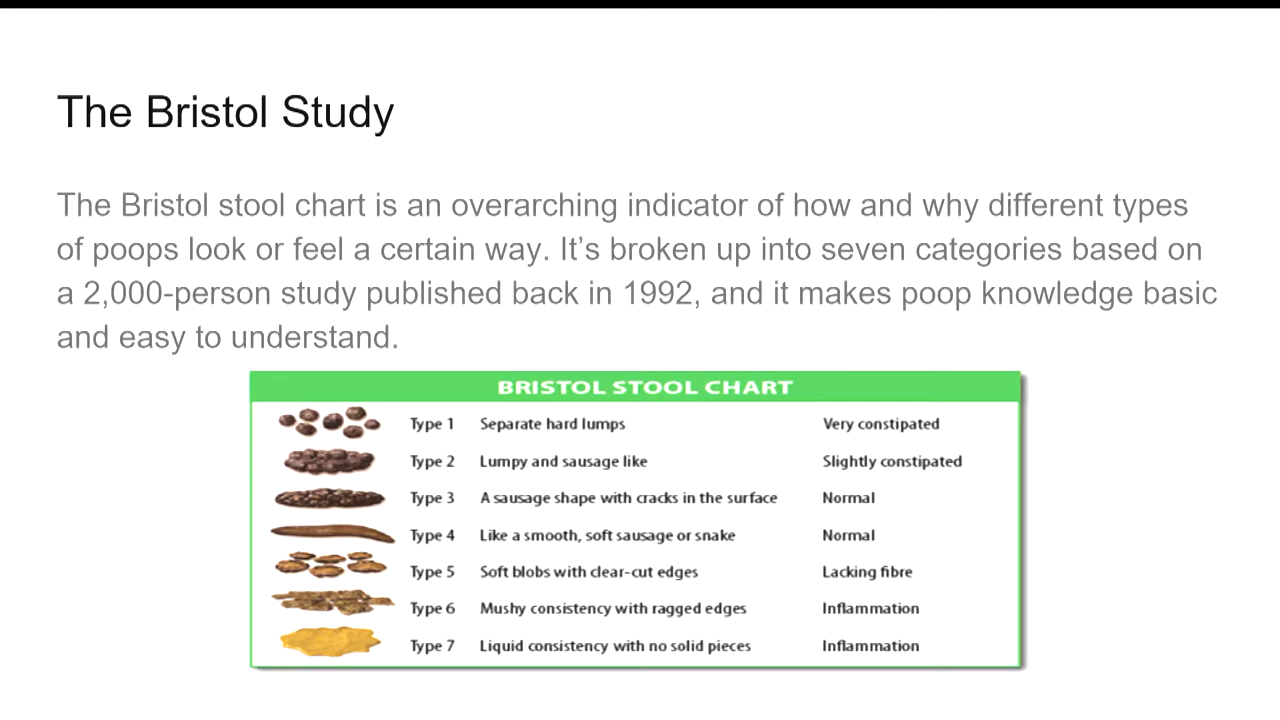 The Bristol Study
The Bristol stool chart is an overarching indicator of how and why different types
of poops look or feel a certain way. It’s broken up into seven categories based on
a 2,000-person study published back in 1992, and it makes poop knowledge basic
and easy to understand.
BRISTOL STOOL CHART
Type 1 Separate hard lumps Very constipated
Type 2 Lumpy and sausage like Slightly constipated
Type 3 A sausage shape with cracks in the surface Normal
Type 4 Like a smooth, soft sausage or snake Normal
Type 5 Soft blobs with clear-cut edges Lacking fibre
Type 6 Mushy consistency with ragged edges Inflammation
Type 7 Liquid consistency with no solid pieces Inflammation